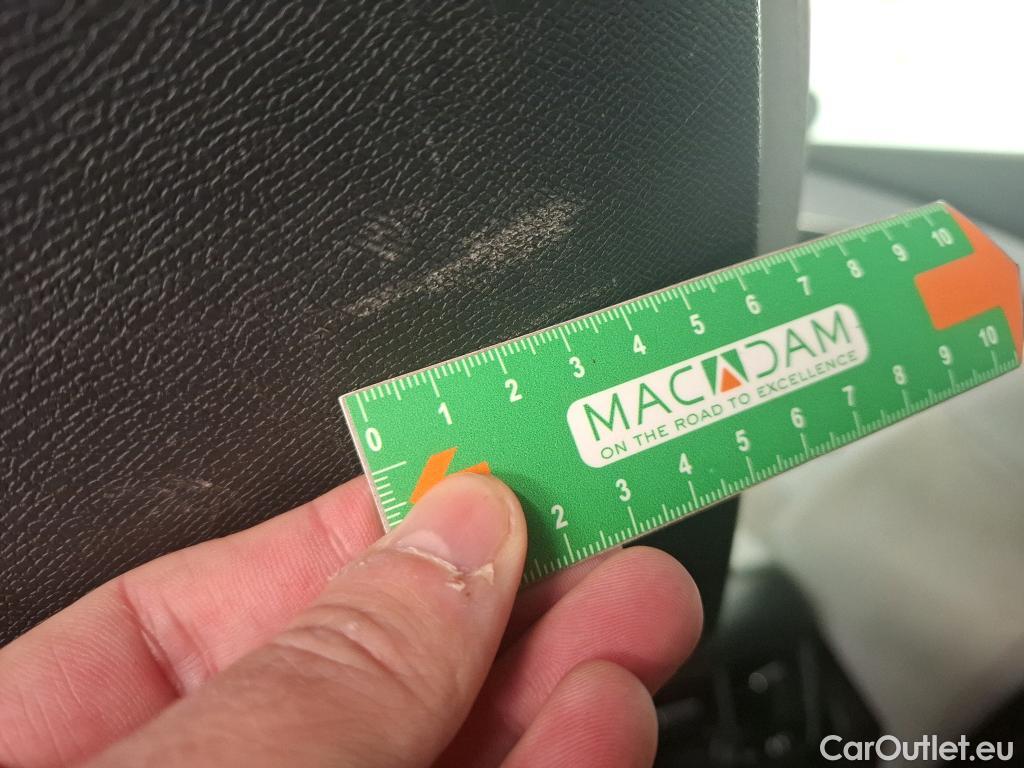 0 1 2 3 4 5 6 7 8 9 10
MACADAM
ON THE ROAD TO EXCELLENCE
2 3 4 5 6 7 8 9 10
CarOutlet.eu